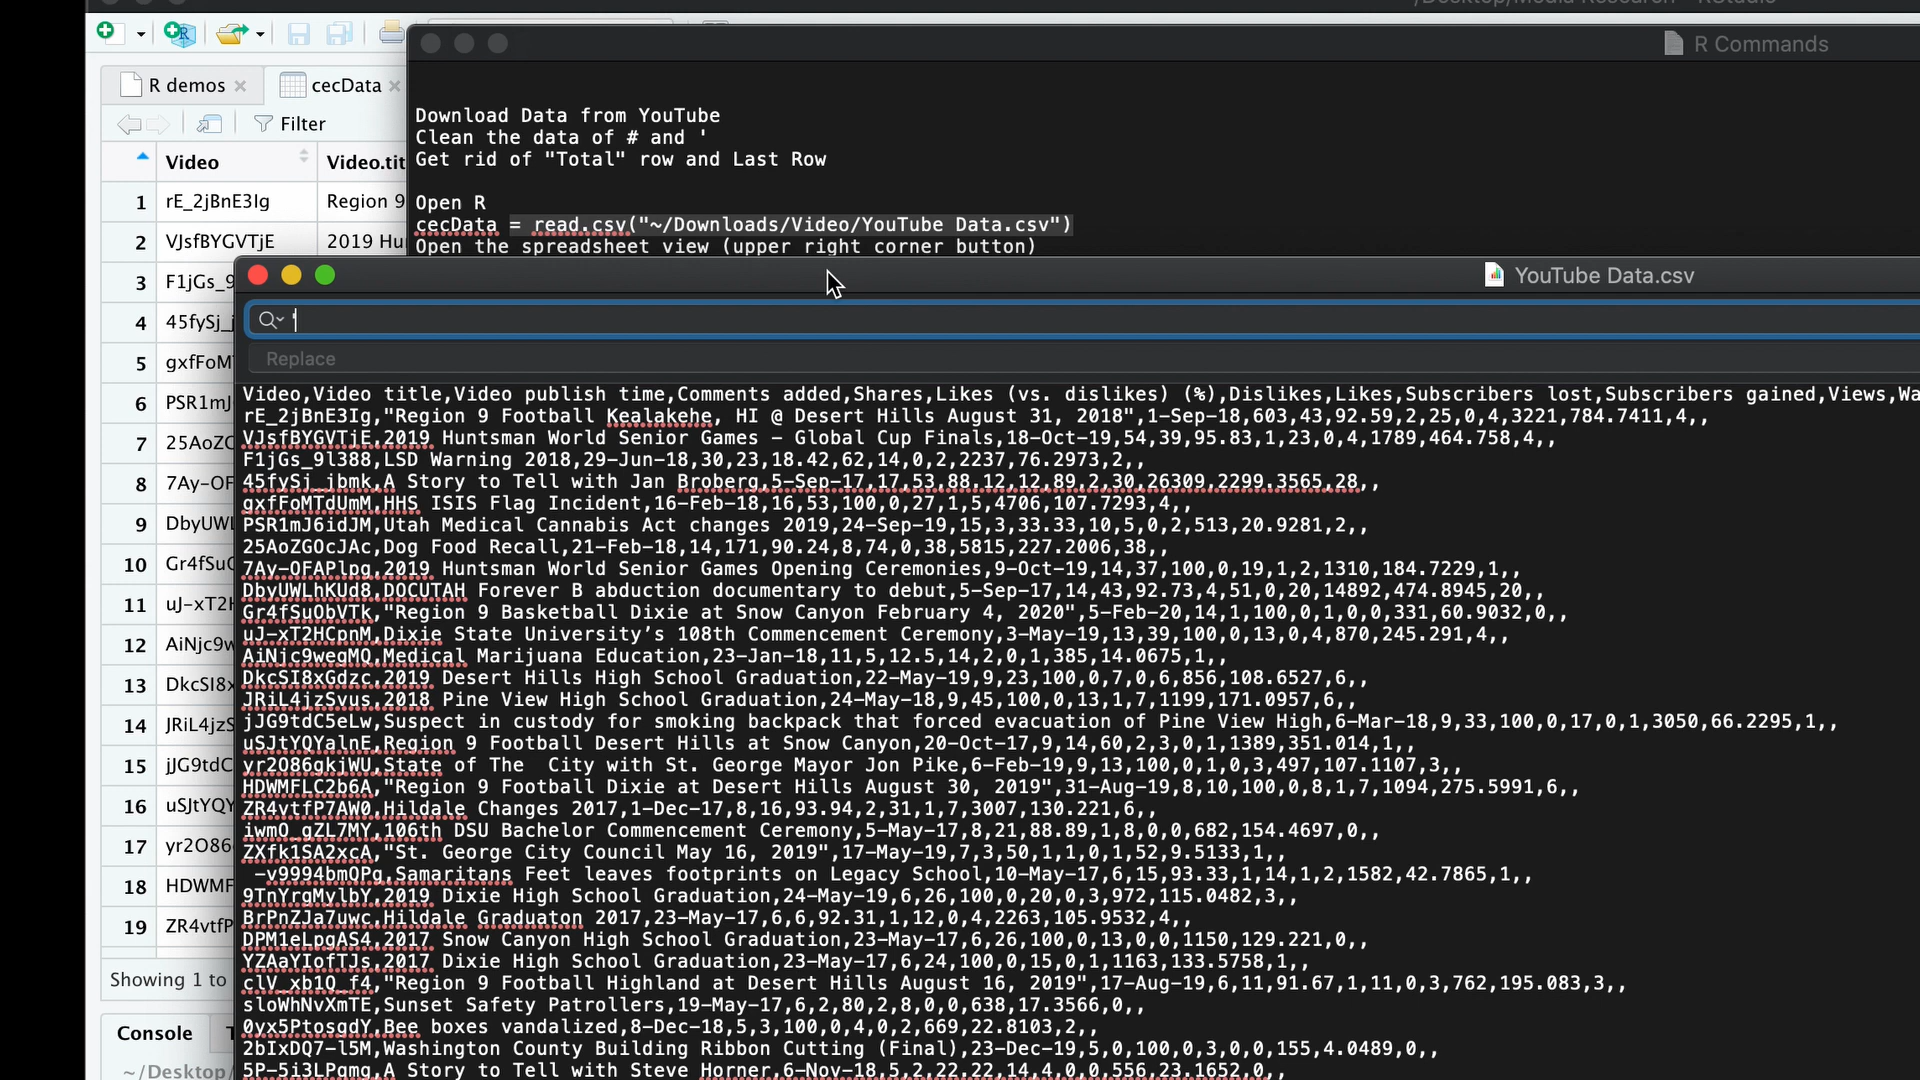 R Commands
R demos
cecData
Filter
Video
Video.tit
1 rE_2jBnE3Ig Region 9
2 VJsfBYGVTjE 2019 Hu
3 F1jGs_9
4 45fySj_j
5 gxfFoM
6 PSR1mJ
7 25AoZG
8 7Ay-OF
9 DbyUWL
10 Gr4fSuO
11 uJ-xT2H
12 AiNjc9w
13 DkcSI8x
14 JRiL4jzS
15 jJG9tdC
16 uSJtYQY
17 yr2O86
18 HDWMF
19 ZR4vtfP
Showing 1 to
Console
~/Desktop/
Download Data from YouTube
Clean the data of # and '
Get rid of "Total" row and Last Row
Open R
cecData = read.csv("~/Downloads/Video/YouTube Data.csv")
Open the spreadsheet view (upper right corner button)
YouTube Data.csv
'
Replace
Video,Video title,Video publish time,Comments added,Shares,Likes (vs. dislikes) (%),Dislikes,Likes,Subscribers lost,Subscribers gained,Views,Wa
rE_2jBnE3Ig,"Region 9 Football Kealakehe, HI @ Desert Hills August 31, 2018",1-Sep-18,603,43,92.59,2,25,0,4,3221,784.7411,4,,
VJsfBYGVTjE,2019 Huntsman World Senior Games – Global Cup Finals,18-Oct-19,54,39,95.83,1,23,0,4,1789,464.758,4,,
F1jGs_9l388,LSD Warning 2018,29-Jun-18,30,23,18.42,62,14,0,2,2237,76.2973,2,,
45fySj_jbmk,A Story to Tell with Jan Broberg,5-Sep-17,17,53,88.12,12,89,2,30,26309,2299.3565,28,,
gxfFoMTdUmM,HHS ISIS Flag Incident,16-Feb-18,16,53,100,0,27,1,5,4706,107.7293,4,,
PSR1mJ6idJM,Utah Medical Cannabis Act changes 2019,24-Sep-19,15,3,33.33,10,5,0,2,513,20.9281,2,,
25AoZGOcJAc,Dog Food Recall,21-Feb-18,14,171,90.24,8,74,0,38,5815,227.2006,38,,
7Ay-OFAPlpg,2019 Huntsman World Senior Games Opening Ceremonies,9-Oct-19,14,37,100,0,19,1,2,1310,184.7229,1,,
DbyUWLhKUd8,DOCUTAH Forever B abduction documentary to debut,5-Sep-17,14,43,92.73,4,51,0,20,14892,474.8945,20,,
Gr4fSuObVTk,"Region 9 Basketball Dixie at Snow Canyon February 4, 2020",5-Feb-20,14,1,100,0,1,0,0,331,60.9032,0,,
uJ-xT2HCpnM,Dixie State University’s 108th Commencement Ceremony,3-May-19,13,39,100,0,13,0,4,870,245.291,4,,
AiNjc9wegMQ,Medical Marijuana Education,23-Jan-18,11,5,12.5,14,2,0,1,385,14.0675,1,,
DkcSI8xGdzc,2019 Desert Hills High School Graduation,22-May-19,9,23,100,0,7,0,6,856,108.6527,6,,
JRiL4jzSvus,2018 Pine View High School Graduation,24-May-18,9,45,100,0,13,1,7,1199,171.0957,6,,
jJG9tdC5eLw,Suspect in custody for smoking backpack that forced evacuation of Pine View High,6-Mar-18,9,33,100,0,17,0,1,3050,66.2295,1,,
uSJtYQYalnE,Region 9 Football Desert Hills at Snow Canyon,20-Oct-17,9,14,60,2,3,0,1,1389,351.014,1,,
yr2O86gkjWU,State of The  City with St. George Mayor Jon Pike,6-Feb-19,9,13,100,0,1,0,3,497,107.1107,3,,
HDWMFLC2b6A,"Region 9 Football Dixie at Desert Hills August 30, 2019",31-Aug-19,8,10,100,0,8,1,7,1094,275.5991,6,,
ZR4vtfP7AW0,Hildale Changes 2017,1-Dec-17,8,16,93.94,2,31,1,7,3007,130.221,6,,
iwmQ_gZL7MY,106th DSU Bachelor Commencement Ceremony,5-May-17,8,21,88.89,1,8,0,0,682,154.4697,0,,
ZXfk1SA2xcA,"St. George City Council May 16, 2019",17-May-19,7,3,50,1,1,0,1,52,9.5133,1,,
-v9994bmQPg,Samaritans Feet leaves footprints on Legacy School,10-May-17,6,15,93.33,1,14,1,2,1582,42.7865,1,,
9TnYrgMylbY,2019 Dixie High School Graduation,24-May-19,6,26,100,0,20,0,3,972,115.0482,3,,
BrPnZJa7uwc,Hildale Graduaton 2017,23-May-17,6,6,92.31,1,12,0,4,2263,105.9532,4,,
DPM1eLpgAS4,2017 Snow Canyon High School Graduation,23-May-17,6,26,100,0,13,0,0,1150,129.221,0,,
YZAaYIofTJs,2017 Dixie High School Graduation,23-May-17,6,24,100,0,15,0,1,1163,133.5758,1,,
clV_xb1Q_f4,"Region 9 Football Highland at Desert Hills August 16, 2019",17-Aug-19,6,11,91.67,1,11,0,3,762,195.083,3,,
sloWhNvXmTE,Sunset Safety Patrollers,19-May-17,6,2,80,2,8,0,0,638,17.3566,0,,
0yx5PtosgdY,Bee boxes vandalized,8-Dec-18,5,3,100,0,4,0,2,669,22.8103,2,,
2bIxDQ7-l5M,Washington County Building Ribbon Cutting (Final),23-Dec-19,5,0,100,0,3,0,0,155,4.0489,0,,
5P-5i3LPgmg,A Story to Tell with Steve Horner,6-Nov-18,5,2,22.22,14,4,0,0,556,23.1652,0,,